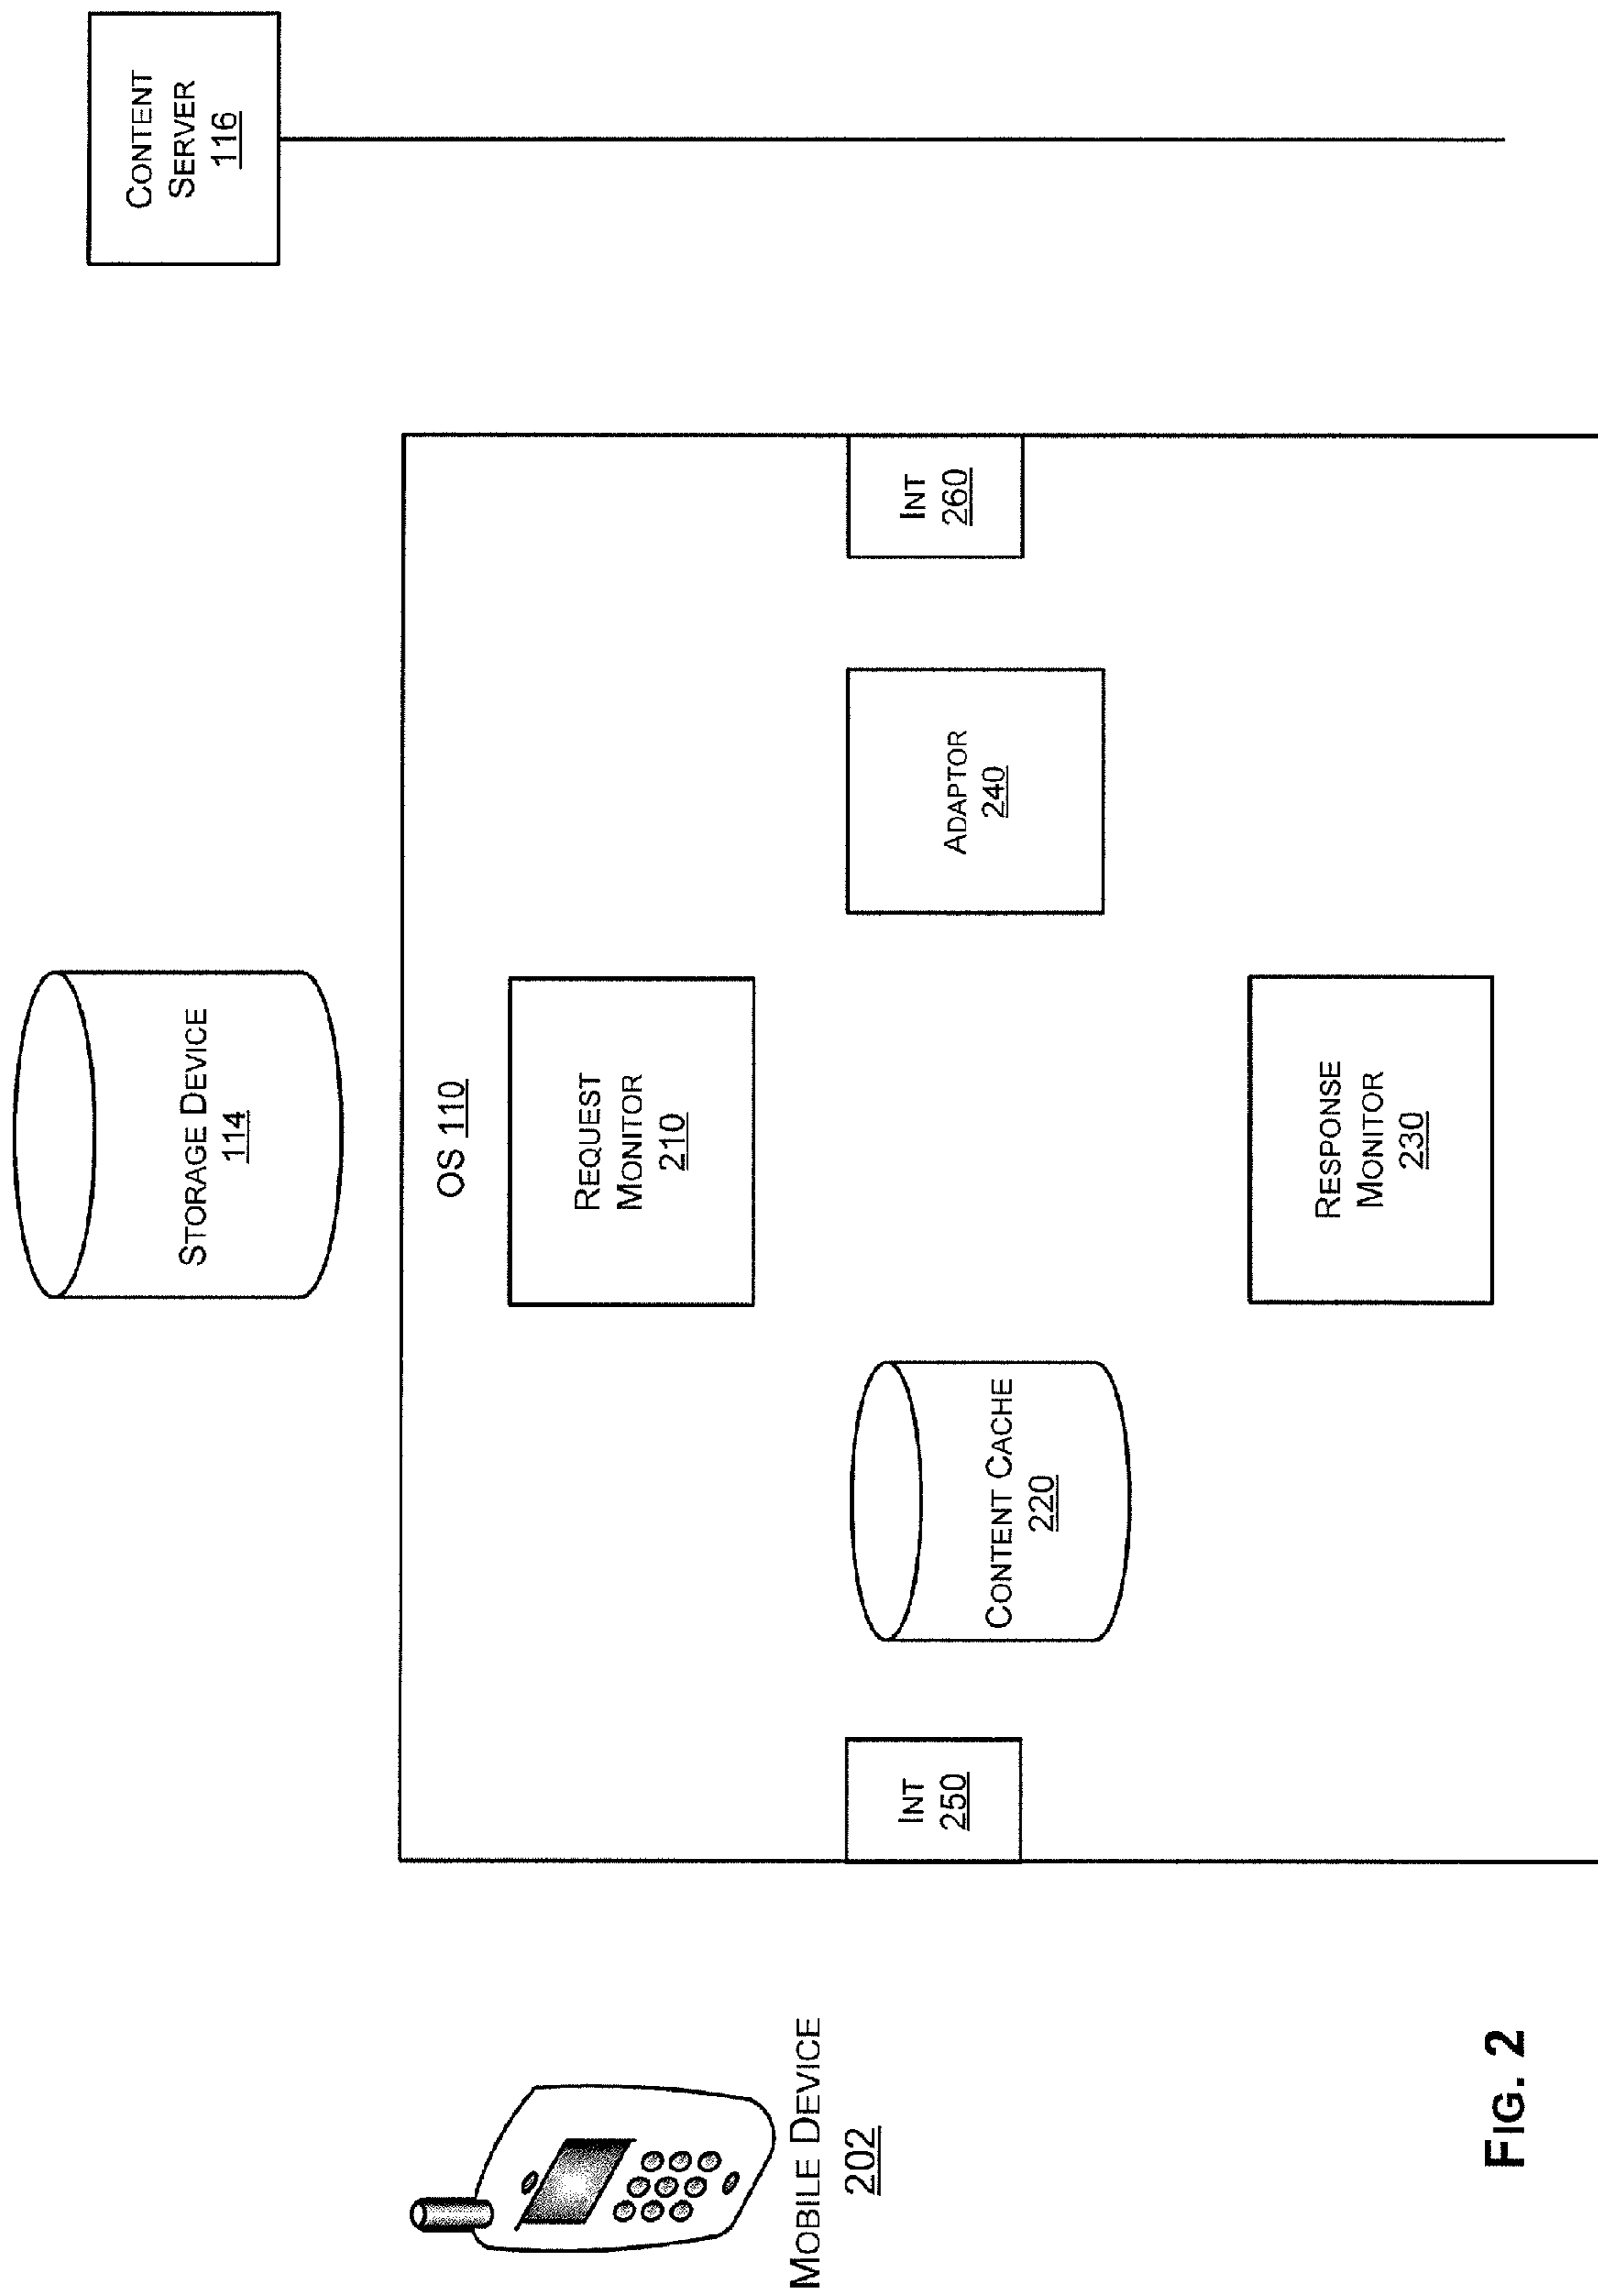 STORAGE DEVICE
114
CONTENT
SERVER
116
OS 110
REQUEST
MONITOR
210
MOBILE DEVICE
202
INT
250
CONTENT CACHE
220
ADAPTOR
240
INT
260
RESPONSE
MONITOR
230
FIG. 2